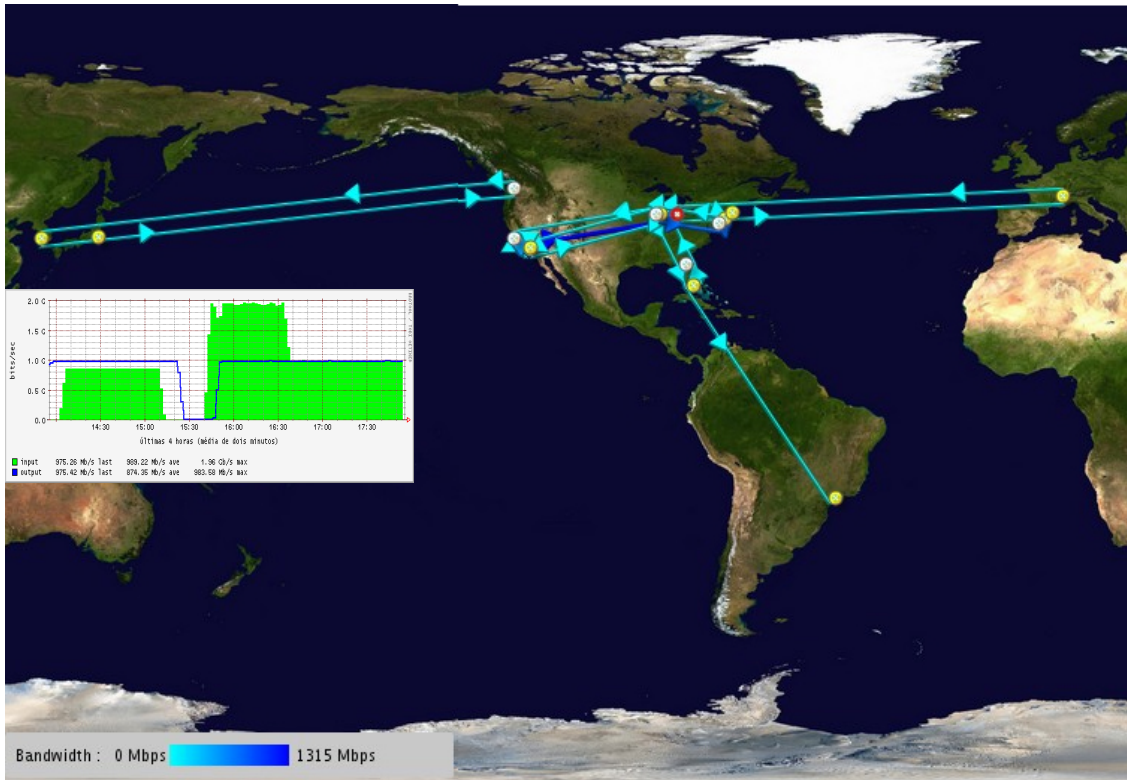 2.0 G
1.5 G
1.0 G
0.5 G
0.0
bits/sec
14:30 15:00 15:30 16:00 16:30 17:00 17:30
últimas 4 horas (média de dois minutos)
input 975.26 Mb/s last 989.22 Mb/s ave 1.96 Gb/s max
output 975.42 Mb/s last 874.35 Mb/s ave 983.58 Mb/s max
Bandwidth : 0 Mbps 1315 Mbps